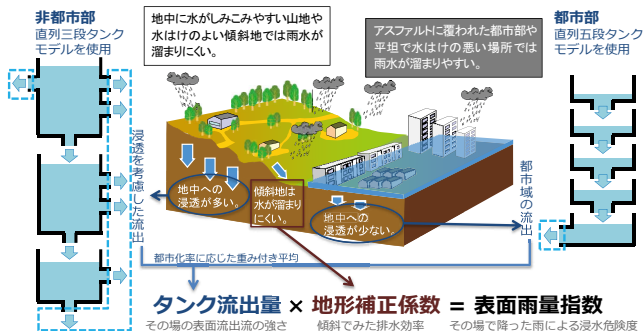 非都市部
直列三段タンク
モデルを使用
地中に水がしみこみやすい山地や
水はけのよい傾斜地では雨水が
溜まりにくい。
アスファルトに覆われた都市部や
平坦で水はけの悪い場所では
雨水が溜まりやすい。
都市部
直列五段タンク
モデルを使用
浸透を考慮した流出
地中への
浸透が多い。
傾斜地は
水が溜まり
にくい。
地中への
浸透が少ない。
都市域の流出
都市化率に応じた重み付き平均
タンク流出量 × 地形補正係数 = 表面雨量指数
その場の表面流出流の強さ 傾斜でみた排水効率 その場で降った雨による浸水危険度